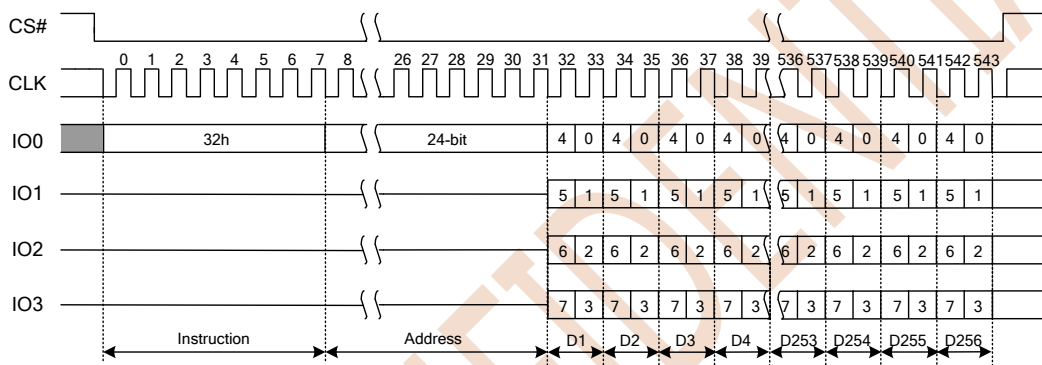 CS#
0 1 2 3 4 5 6 7 8 26 27 28 29 30 31 32 33 34 35 36 37 38 39 536 537 538 539 540 541 542 543
CLK
IO0 32h 24-bit 4 0 4 0 4 0 4 0 4 0 4 0 4 0 4 0
IO1 5 1 5 1 5 1 5 1 5 1 5 1 5 1 5 1
IO2 6 2 6 2 6 2 6 2 6 2 6 2 6 2 6 2
IO3 7 3 7 3 7 3 7 3 7 3 7 3 7 3 7 3
Instruction Address D1 D2 D3 D4 D253 D254 D255 D256